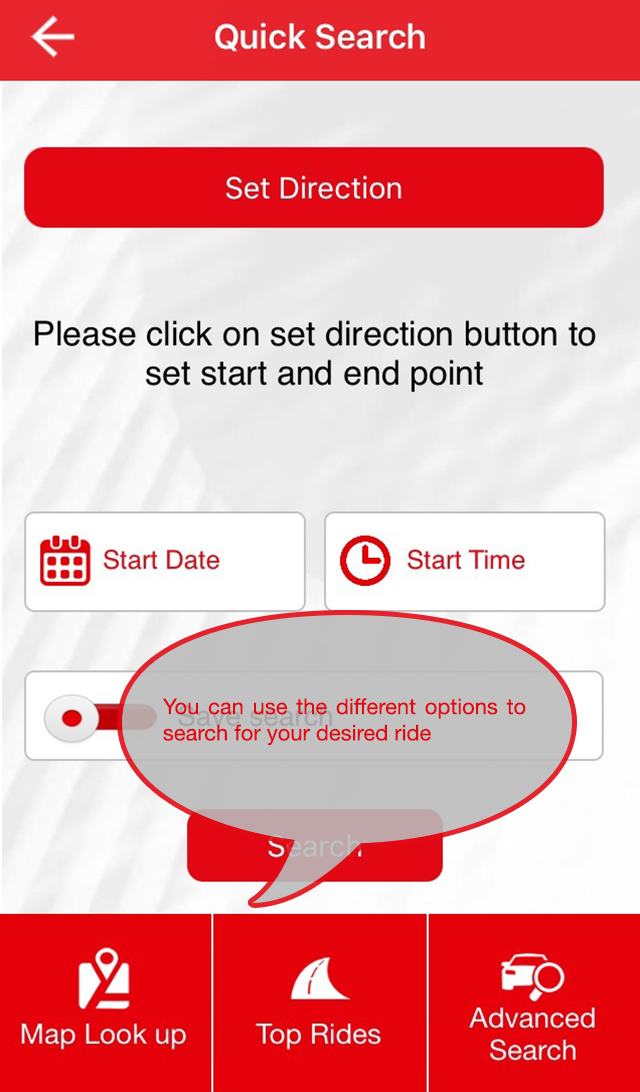 Quick Search
Set Direction
Please click on set direction button to
set start and end point
Start Date
Start Time
Save search
You can use the different options to
search for your desired ride
Search
Map Look up
Top Rides
Advanced
Search